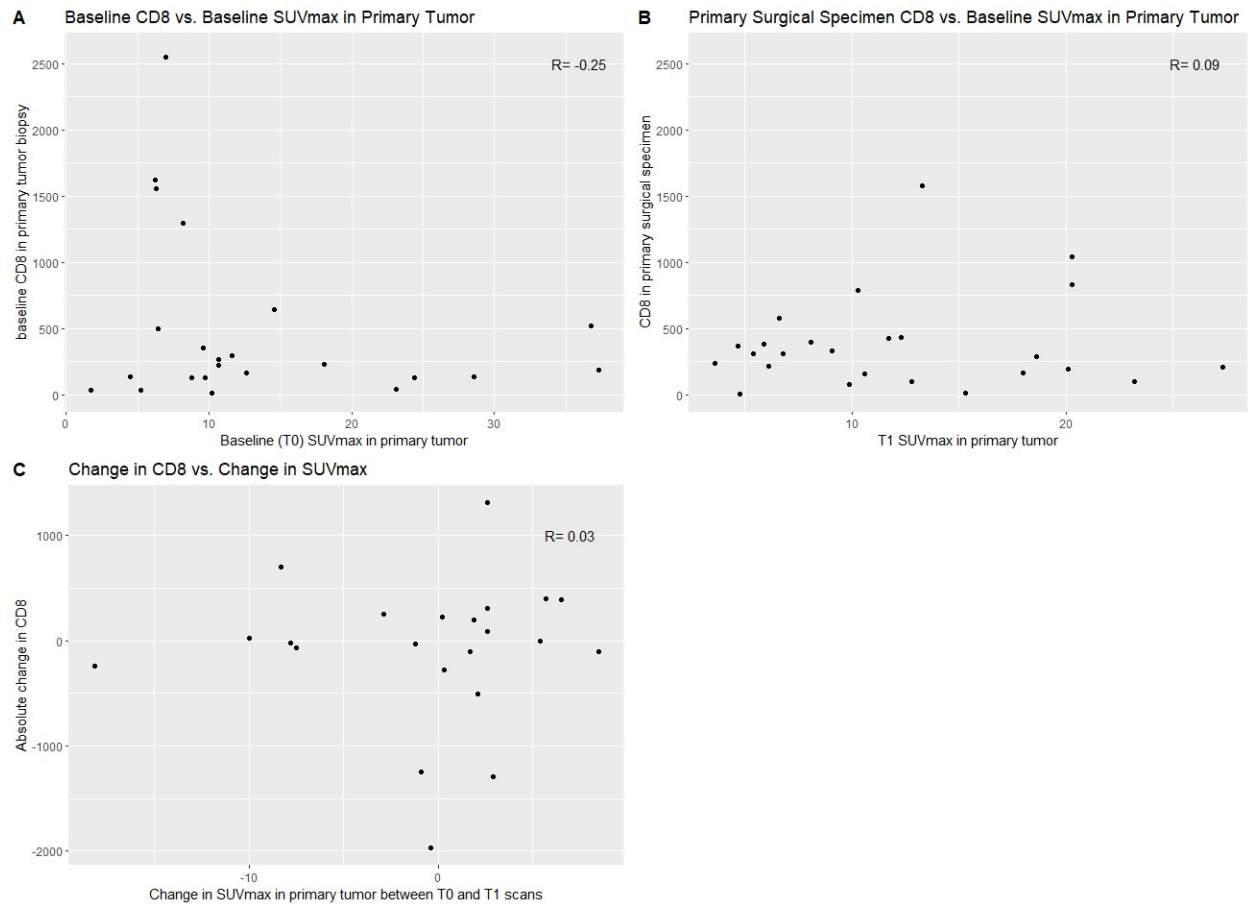 A Baseline CD8 vs. Baseline SUVmax in Primary Tumor
R= -0.25
baseline CD8 in primary tumor biopsy
2500
2000
1500
1000
500
0
0 10 20 30
Baseline (T0) SUVmax in primary tumor
B Primary Surgical Specimen CD8 vs. Baseline SUVmax in Primary Tumor
R= 0.09
CD8 in primary surgical specimen
2500
2000
1500
1000
500
0
10 20
T1 SUVmax in primary tumor
C Change in CD8 vs. Change in SUVmax
R= 0.03
Absolute change in CD8
1000
0
-1000
-2000
-10 0
Change in SUVmax in primary tumor between T0 and T1 scans